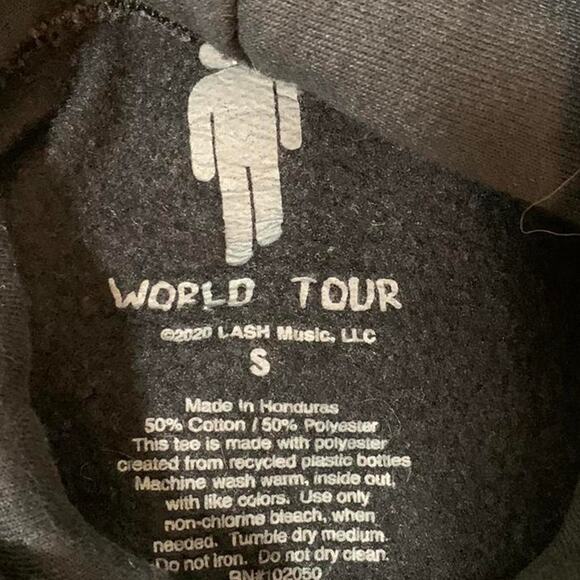 WORLD TOUR
©2020 LASH Music, LLC
S
Made in Honduras
50% Cotton / 50% Polyester
This tee is made with polyester
created from recycled plastic bottles
Machine wash warm, inside out,
with like colors. Use only
non-chlorine bleach, when
needed. Tumble dry medium.
Do not iron. Do not dry clean.
RN#102050